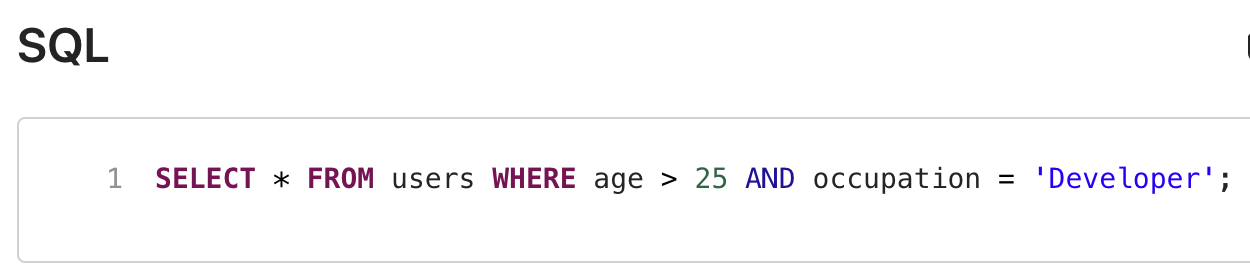 SQL
1 SELECT * FROM users WHERE age > 25 AND occupation = 'Developer';